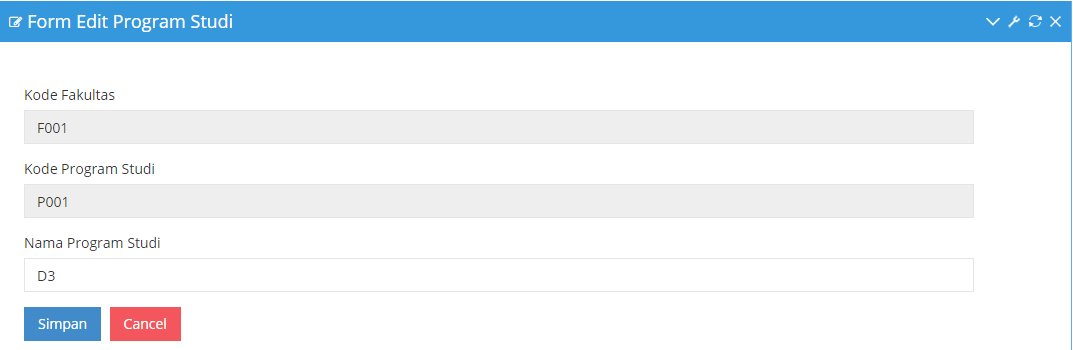 Form Edit Program Studi
Kode Fakultas
F001
Kode Program Studi
P001
Nama Program Studi
D3
Simpan Cancel